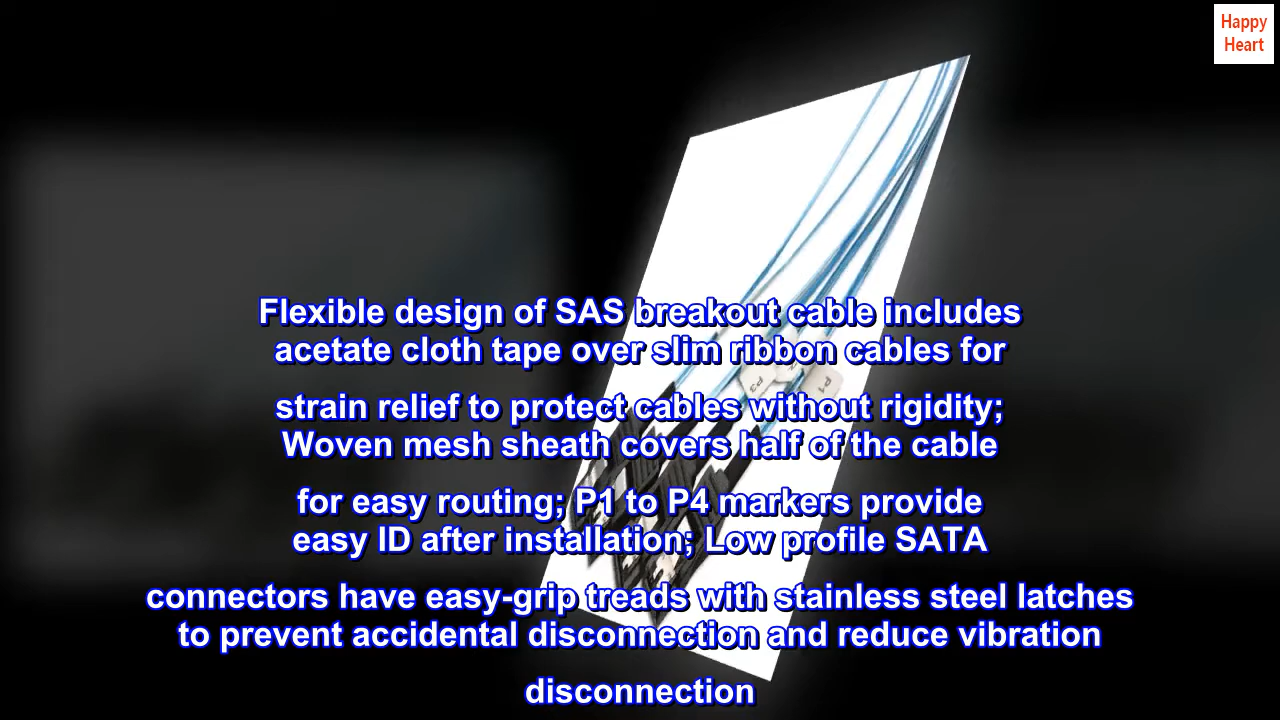 Happy
Heart
Flexible design of SAS breakout cable includes
acetate cloth tape over slim ribbon cables for
strain relief to protect cables without rigidity;
Woven mesh sheath covers half of the cable
for easy routing; P1 to P4 markers provide
easy ID after installation; Low profile SATA
connectors have easy-grip treads with stainless steel latches
to prevent accidental disconnection and reduce vibration
disconnection
P3
P1